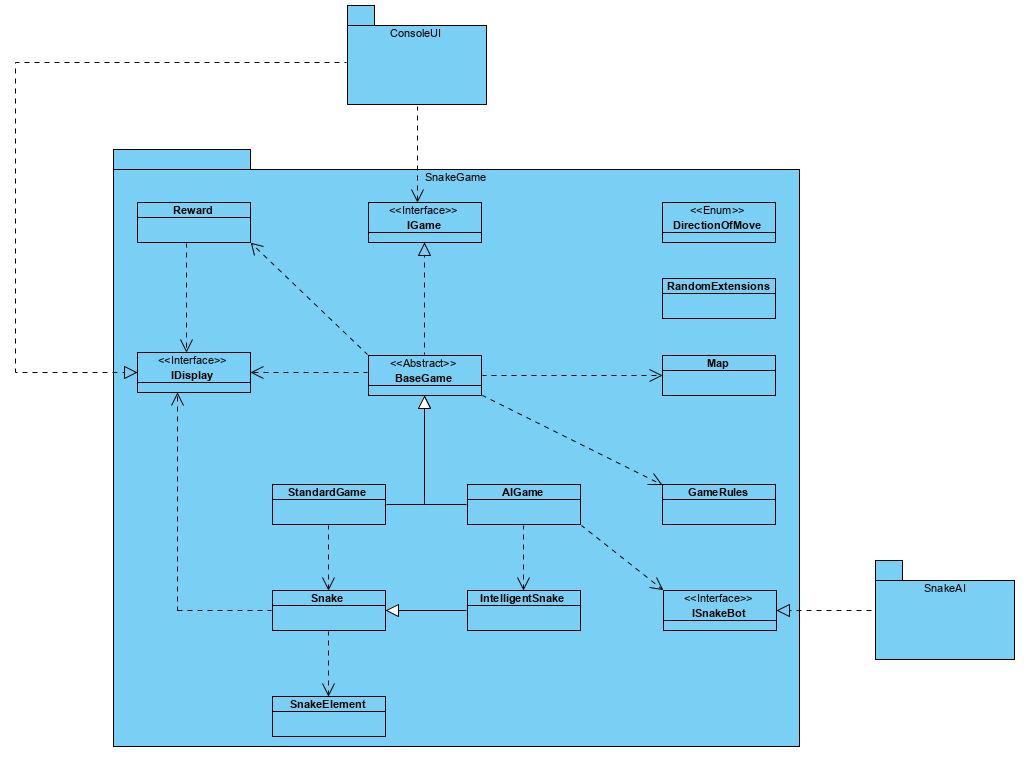 ConsoleUI
SnakeGame
Reward
<<Interface>>
IGame
<<Enum>>
DirectionOfMove
RandomExtensions
<<Interface>>
IDisplay
<<Abstract>>
BaseGame
Map
StandardGame
AIGame
GameRules
Snake
IntelligentSnake
<<Interface>>
ISnakeBot
SnakeAI
SnakeElement